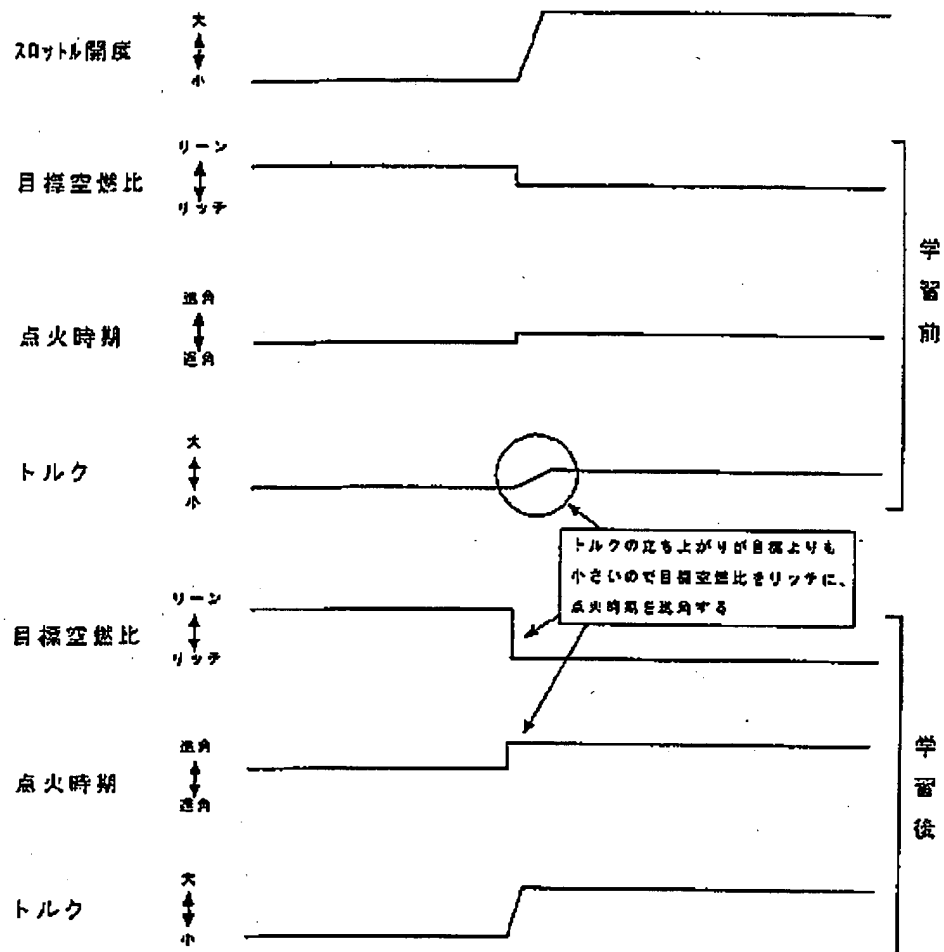 大
スロットル開度
小
リーン
目標空燃比
リッチ
進角
点火時期
遅角
大
トルク
小
学習前
トルクの立ち上がりが目標よりも
小さいので目標空燃比をリッチに、
点火時期を進角する
リーン
目標空燃比
リッチ
進角
点火時期
大
トルク
小
学習後